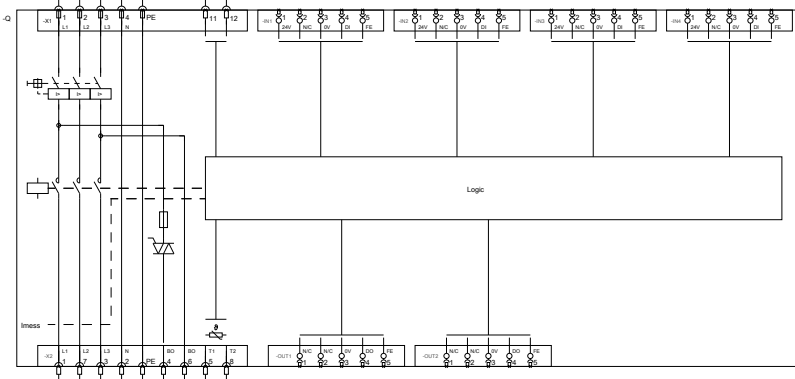 -Q
-X1 1 2 3 4 PE 11 12
L1 L2 L3 N
-IN1 1 2 3 4 5
24V N/C 0V DI FE
-IN2 1 2 3 4 5
24V N/C 0V DI FE
-IN3 1 2 3 4 5
24V N/C 0V DI FE
-IN4 1 2 3 4 5
24V N/C 0V DI FE
I> I> I>
Logic
Imess
ϑ
-X2 L1 L2 L3 N BO BO T1 T2
1 7 3 2 PE 4 6 5 8
-OUT1 N/C N/C 0V DO FE
1 2 3 4 5
-OUT2 N/C N/C 0V DO FE
1 2 3 4 5